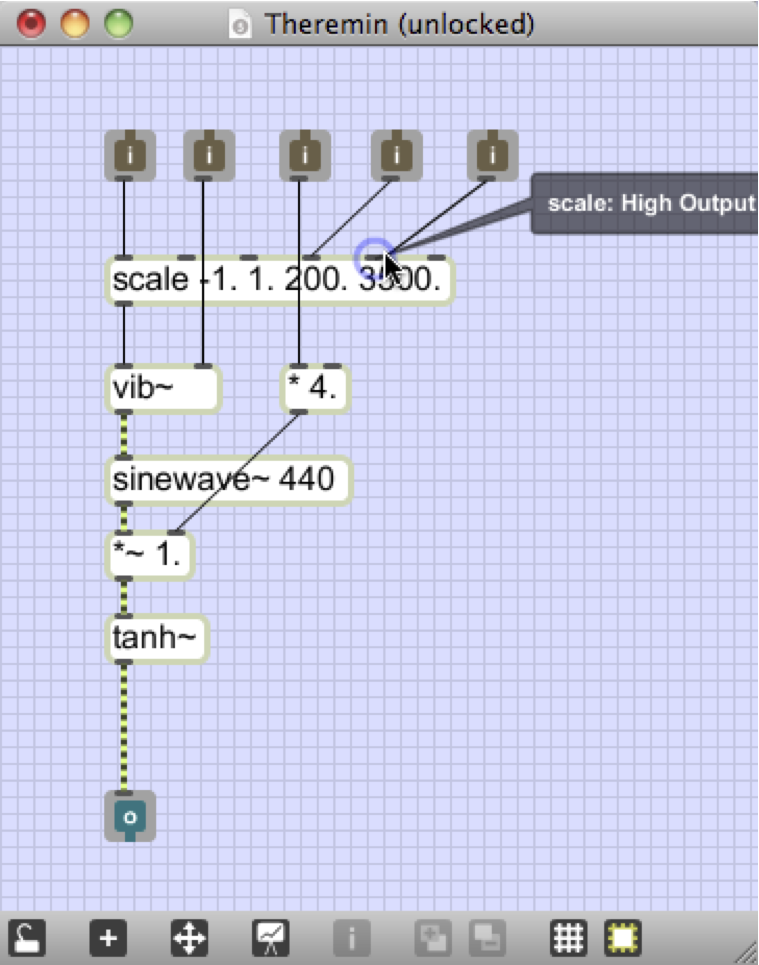 Theremin (unlocked)
i i i i i
scale: High Output
scale -1. 1. 200. 3500.
vib~ * 4.
sinewave~ 440
*~ 1.
tanh~
o
i